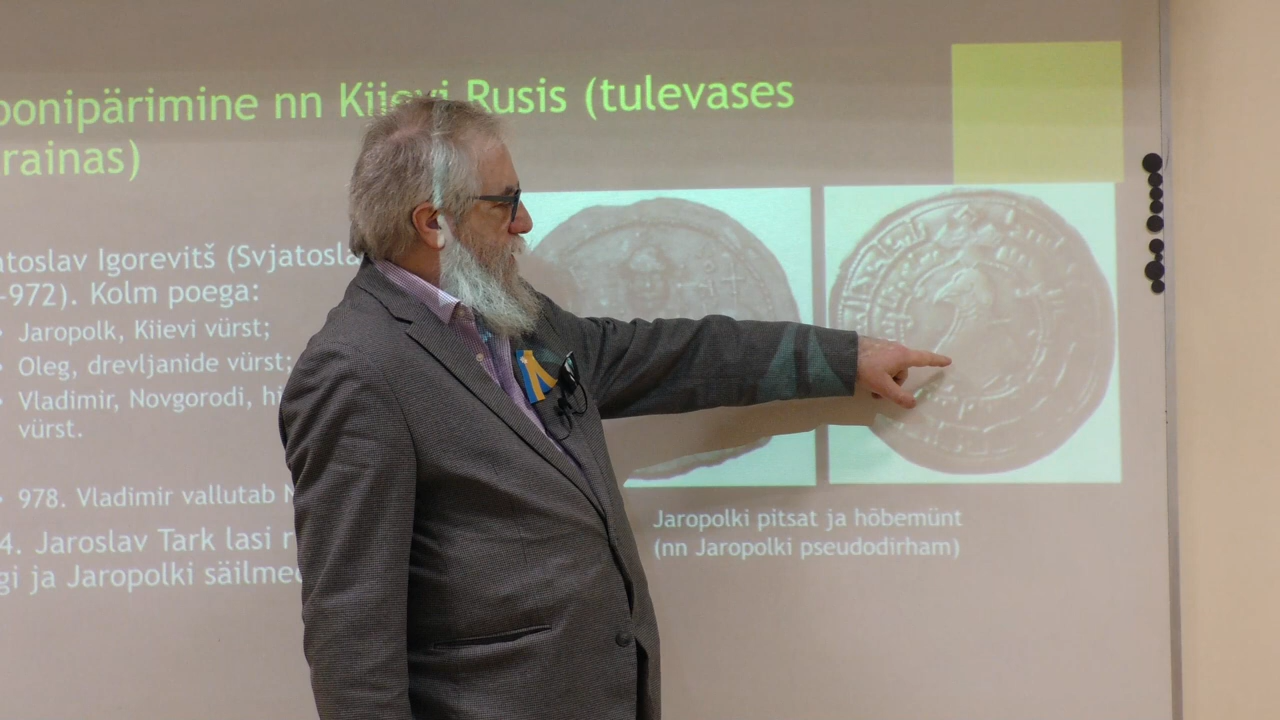 oonipärimine nn Kiievi Rusis (tulevases
rainas)
atoslav Igorevitš (Svjatosla
-972). Kolm poega:
Jaropolk, Kiievi vürst;
Oleg, drevljanide vürst;
Vladimir, Novgorodi, hi
vürst.
978. Vladimir vallutab
4. Jaroslav Tark lasi r
gi ja Jaropolki säilme
Jaropolki pitsat ja hõbemünt
(nn Jaropolki pseudodirham)